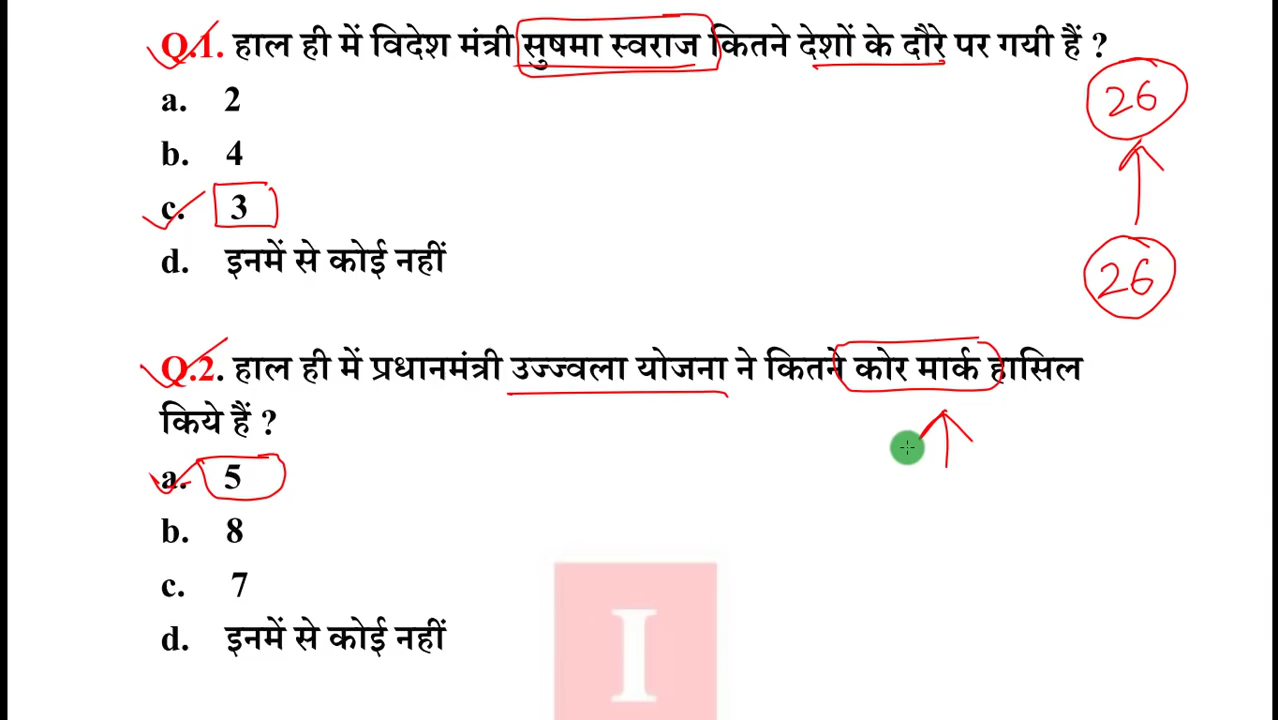 Q.1. हाल ही में विदेश मंत्री सुषमा स्वराज कितने देशों के दौरे पर गयी हैं ?
a. 2
b. 4
c. 3
d. इनमें से कोई नहीं
26
26
Q.2. हाल ही में प्रधानमंत्री उज्ज्वला योजना ने कितने कोर मार्क हासिल
किये हैं ?
a. 5
b. 8
c. 7
d. इनमें से कोई नहीं
I